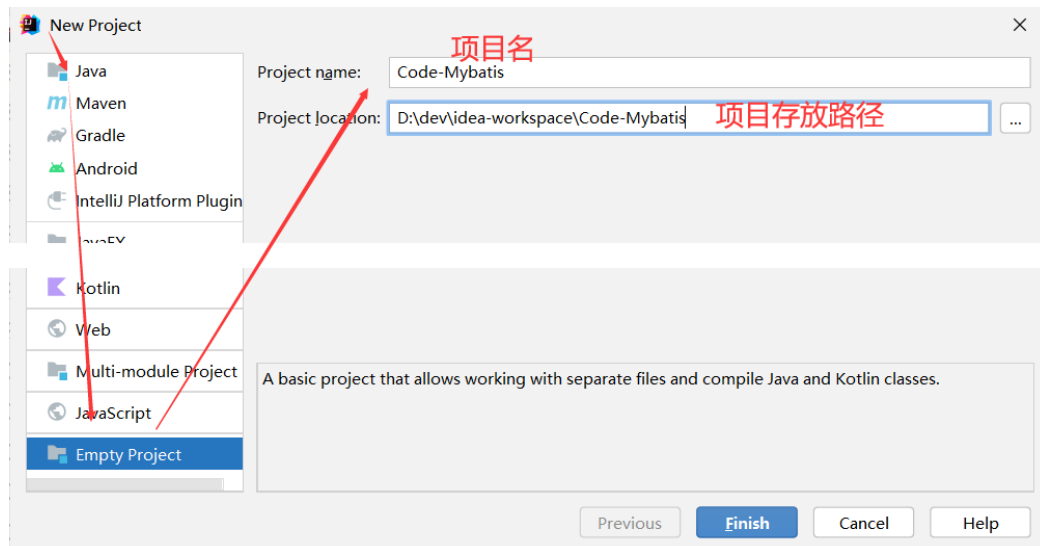 New Project
项目名
Java
Project name:
Code-Mybatis
Maven
Project location:
D:\dev\idea-workspace\Code-Mybatis
项目存放路径
...
Gradle
Android
IntelliJ Platform Plugin
JavaFX
Kotlin
Web
Multi-module Project
A basic project that allows working with separate files and compile Java and Kotlin classes.
JavaScript
Empty Project
Previous
Finish
Cancel
Help